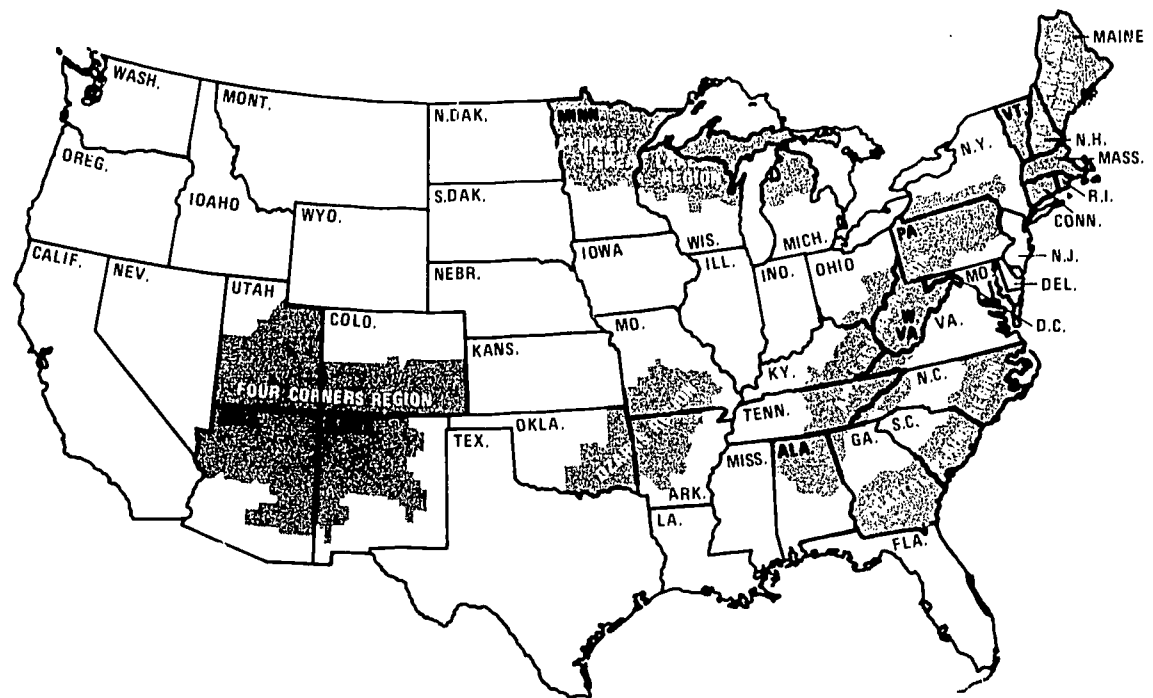 WASH.
MONT.
N.DAK.
MINN.
MAINE
VT.
N.H.
MASS.
N.Y.
R.I.
CONN.
OREG.
IDAHO
S.DAK.
UPPER
REGION
WYO.
WIS.
MICH.
PA
N.J.
CALIF.
NEV.
UTAH
NEBR.
IOWA
ILL.
IND.
OHIO
MD.
DEL.
D.C.
W.
VA
VA.
COLO.
KANS.
MO.
KY.
FOUR CORNERS REGION
N.C.
TENN.
OKLA.
TEX.
S.C.
GA.
ALA.
MISS.
ARK.
LA.
FLA.